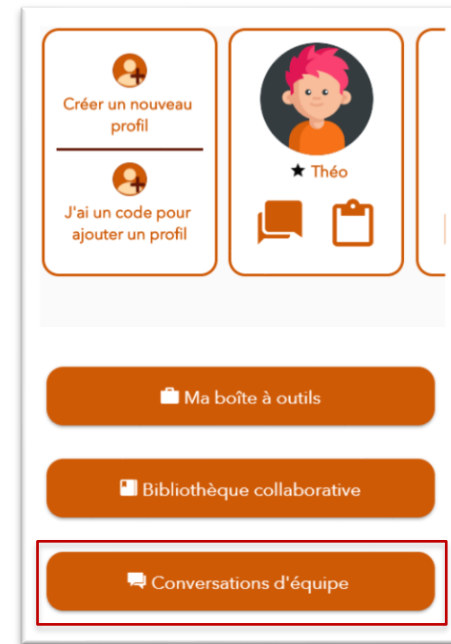 Créer un nouveau
profil
J'ai un code pour
ajouter un profil
★ Théo
Ma boîte à outils
Bibliothèque collaborative
Conversations d'équipe